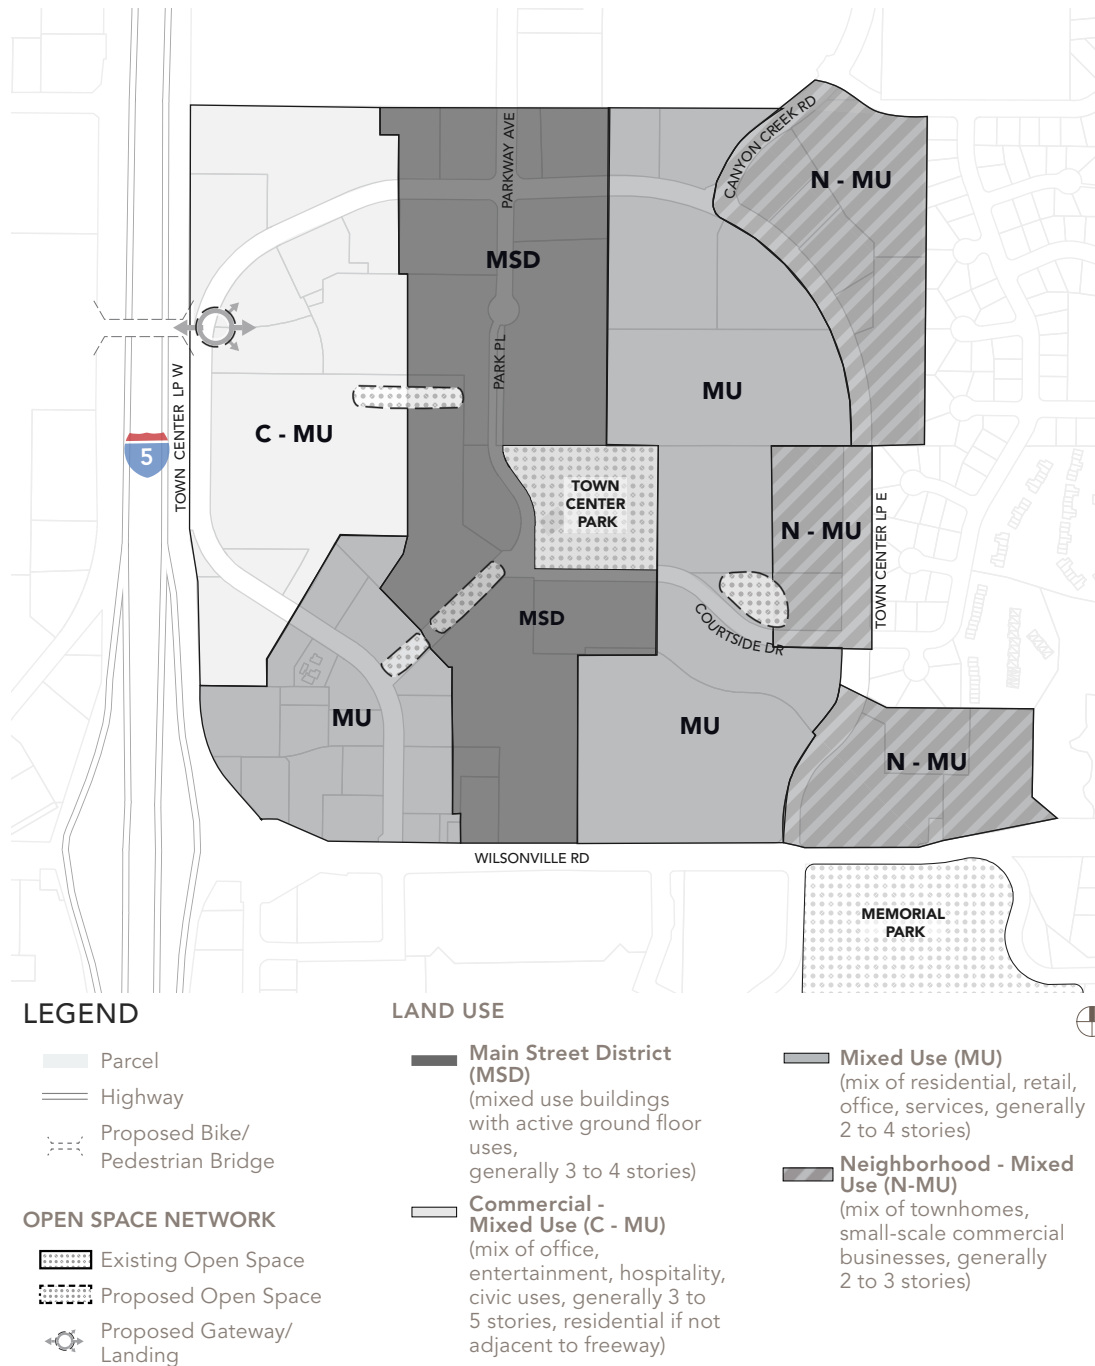 CANYON CREEK RD
PARKWAY AVE
N - MU
MSD
PARK PL
TOWN CENTER LP W
MU
C - MU
5
TOWN
CENTER
PARK
N - MU
TOWN CENTER LP E
MSD
COURTSIDE DR
MU
MU
N - MU
WILSONVILLE RD
MEMORIAL
PARK
LEGEND
Parcel
Highway
Proposed Bike/
Pedestrian Bridge
OPEN SPACE NETWORK
Existing Open Space
Proposed Open Space
Proposed Gateway/
Landing
LAND USE
Main Street District
(MSD)
(mixed use buildings
with active ground floor
uses,
generally 3 to 4 stories)
Commercial -
Mixed Use (C - MU)
(mix of office,
entertainment, hospitality,
civic uses, generally 3 to
5 stories, residential if not
adjacent to freeway)
Mixed Use (MU)
(mix of residential, retail,
office, services, generally
2 to 4 stories)
Neighborhood - Mixed
Use (N-MU)
(mix of townhomes,
small-scale commercial
businesses, generally
2 to 3 stories)